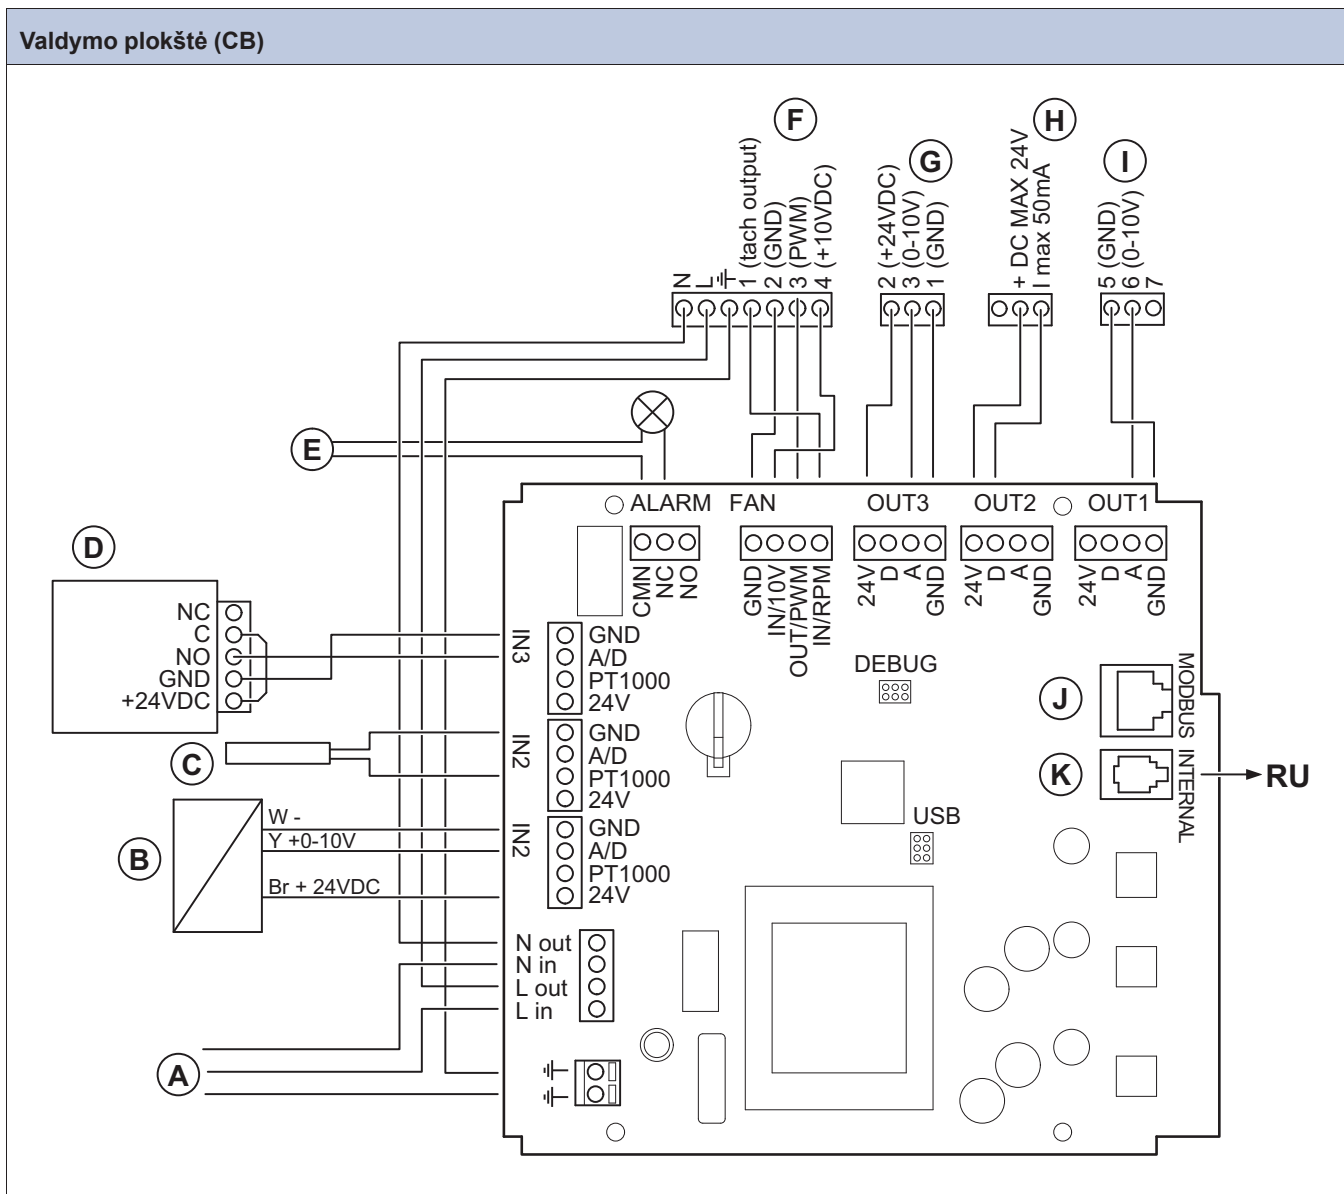 Valdymo plokštė (CB)
F
G
H
I
N
L
1 (tach output)
2 (GND)
3 (PWM)
4 (+10VDC)
2 (+24VDC)
3 (0-10V)
1 (GND)
+ DC MAX 24V
I max 50mA
5 (GND)
6 (0-10V)
7
E
ALARM
FAN
OUT3
OUT2
OUT1
CMN
NC
NO
GND
IN/10V
OUT/PWM
IN/RPM
24V
D
A
GND
24V
D
A
GND
24V
D
A
GND
D
NC
C
NO
GND
+24VDC
IN3
GND
A/D
PT1000
24V
DEBUG
J
MODBUS
C
IN2
GND
A/D
PT1000
24V
K
INTERNAL
RU
B
W -
Y +0-10V
Br + 24VDC
IN2
GND
A/D
PT1000
24V
USB
N out
N in
L out
L in
A